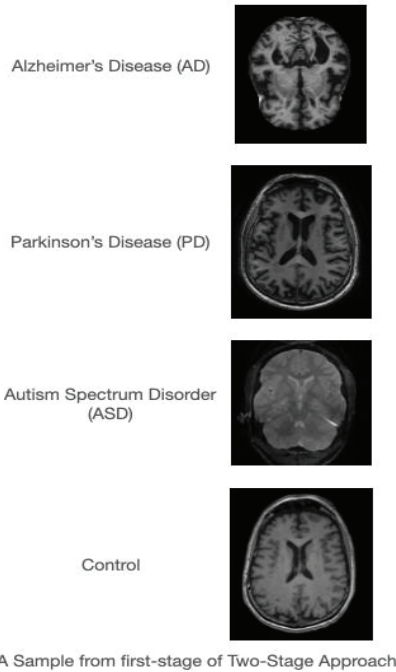 Alzheimer's Disease (AD)
Parkinson's Disease (PD)
Autism Spectrum Disorder
(ASD)
Control
A Sample from first-stage of Two-Stage Approach